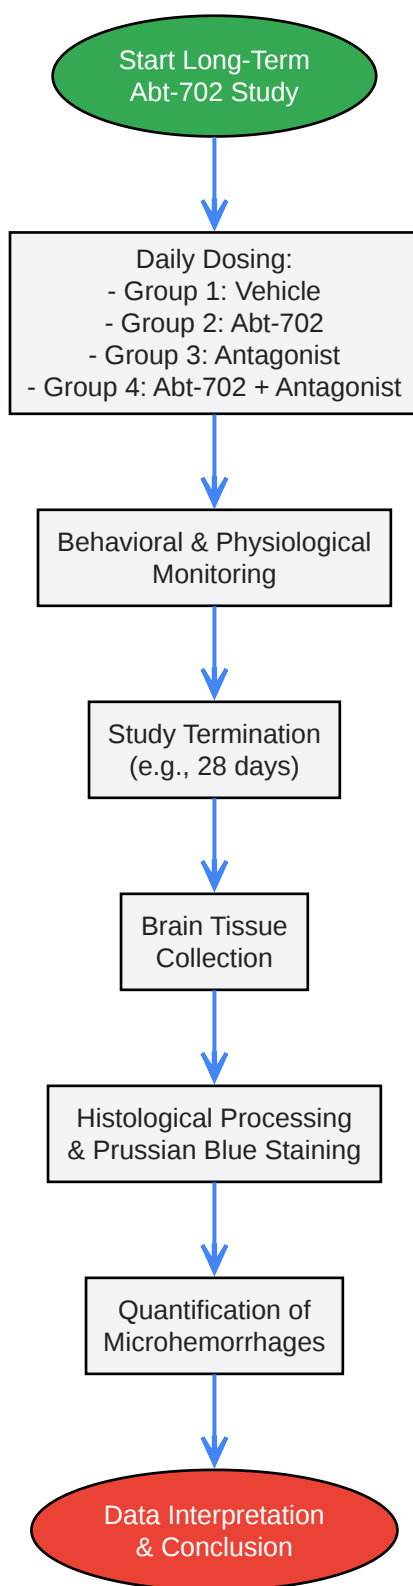 Start Long-Term
Abt-702 Study
Daily Dosing:
- Group 1: Vehicle
- Group 2: Abt-702
- Group 3: Antagonist
- Group 4: Abt-702 + Antagonist
Behavioral & Physiological
Monitoring
Study Termination
(e.g., 28 days)
Brain Tissue
Collection
Histological Processing
& Prussian Blue Staining
Quantification of
Microhemorrhages
Data Interpretation
& Conclusion